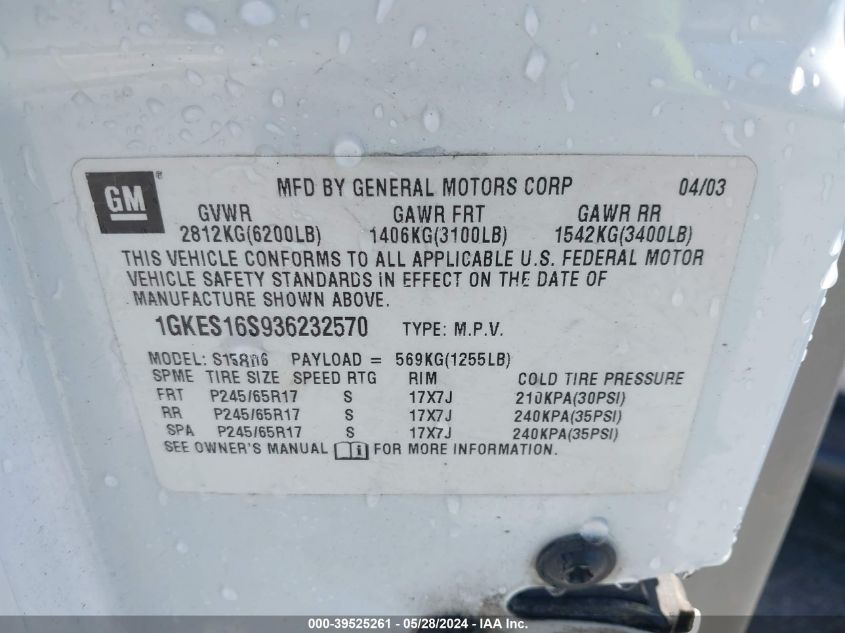 GM®
MFD BY GENERAL MOTORS CORP 04/03
GVWR GAWR FRT GAWR RR
2812KG(6200LB) 1406KG(3100LB) 1542KG(3400LB)
THIS VEHICLE CONFORMS TO ALL APPLICABLE U.S. FEDERAL MOTOR
VEHICLE SAFETY STANDARDS IN EFFECT ON THE DATE OF
MANUFACTURE SHOWN ABOVE.
1GKES16S936232570 TYPE: M.P.V.
MODEL: PAYLOAD = 569KG(1255LB)
SPME TIRE SIZE SPEED RTG RIM COLD TIRE PRESSURE
FRT P245/65R17 S 17X7J 210KPA(30PSI)
RR P245/65R17 S 17X7J 240KPA(35PSI)
SPA P245/65R17 S 17X7J 240KPA(35PSI)
SEE OWNER'S MANUAL FOR MORE INFORMATION.
000-39525261 - 05/28/2024 - IAA Inc.